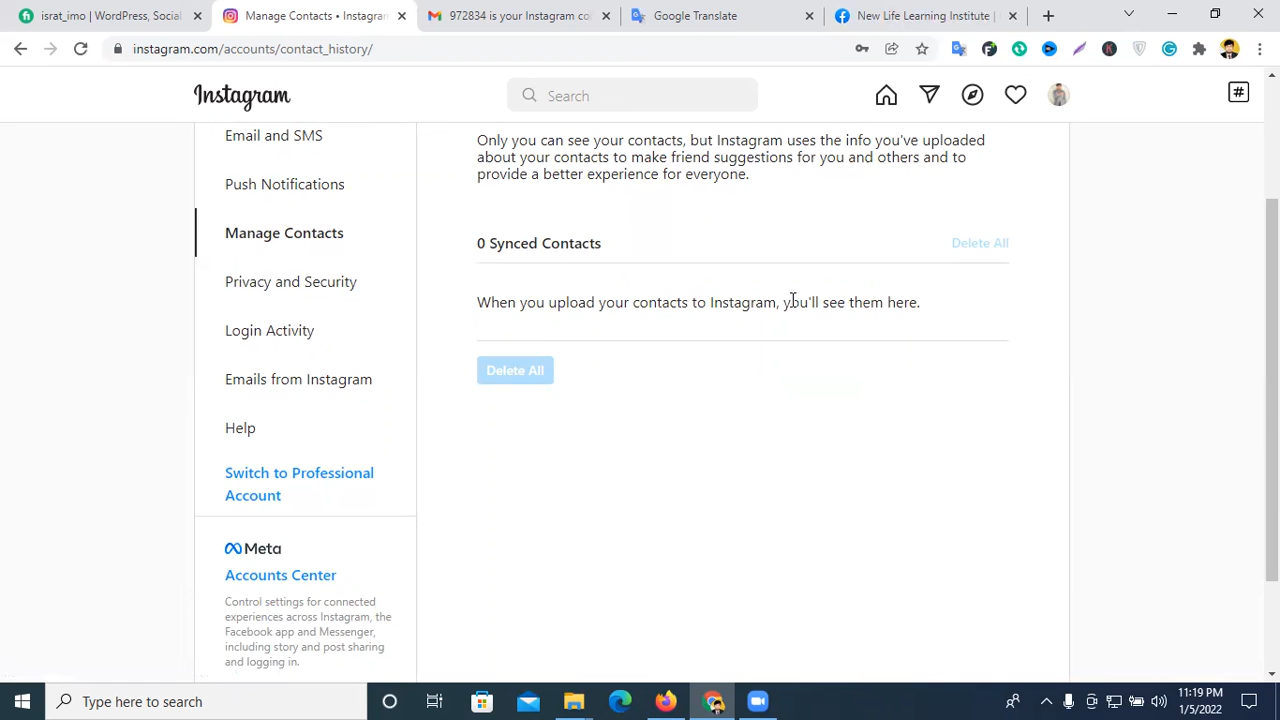 israt_imo | WordPress, Social
Manage Contacts • Instagram
972834 is your Instagram co
Google Translate
New Life Learning Institute |
instagram.com/accounts/contact_history/
Instagram
Search
Email and SMS
Push Notifications
Manage Contacts
Privacy and Security
Login Activity
Emails from Instagram
Help
Switch to Professional
Account
Meta
Accounts Center
Control settings for connected
experiences across Instagram, the
Facebook app and Messenger,
including story and post sharing
and logging in.
Only you can see your contacts, but Instagram uses the info you've uploaded
about your contacts to make friend suggestions for you and others and to
provide a better experience for everyone.
0 Synced Contacts
Delete All
When you upload your contacts to Instagram, you'll see them here.
Delete All
Type here to search
11:19 PM
1/5/2022